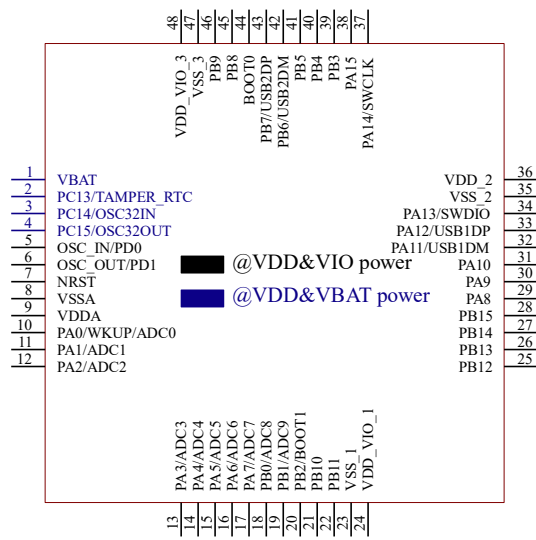 48
47
46
45
44
43
42
41
40
39
38
37
VDD_VIO_3
VSS_3
PB9
PB8
BOOT0
PB7/USB2DP
PB6/USB2DM
PB5
PB4
PB3
PA15
PA14/SWCLK
1 VBAT
2 PC13/TAMPER_RTC
3 PC14/OSC32IN
4 PC15/OSC32OUT
5 OSC_IN/PD0
6 OSC_OUT/PD1
7 NRST
8 VSSA
9 VDDA
10 PA0/WKUP/ADC0
11 PA1/ADC1
12 PA2/ADC2
@VDD&VIO power
@VDD&VBAT power
VDD_2 36
VSS_2 35
PA13/SWDIO 34
PA12/USB1DP 33
PA11/USB1DM 32
PA10 31
PA9 30
PA8 29
PB15 28
PB14 27
PB13 26
PB12 25
PA3/ADC3
PA4/ADC4
PA5/ADC5
PA6/ADC6
PA7/ADC7
PB0/ADC8
PB1/ADC9
PB2/BOOT1
PB10
PB11
VSS_1
VDD_VIO_1
13
14
15
16
17
18
19
20
21
22
23
24